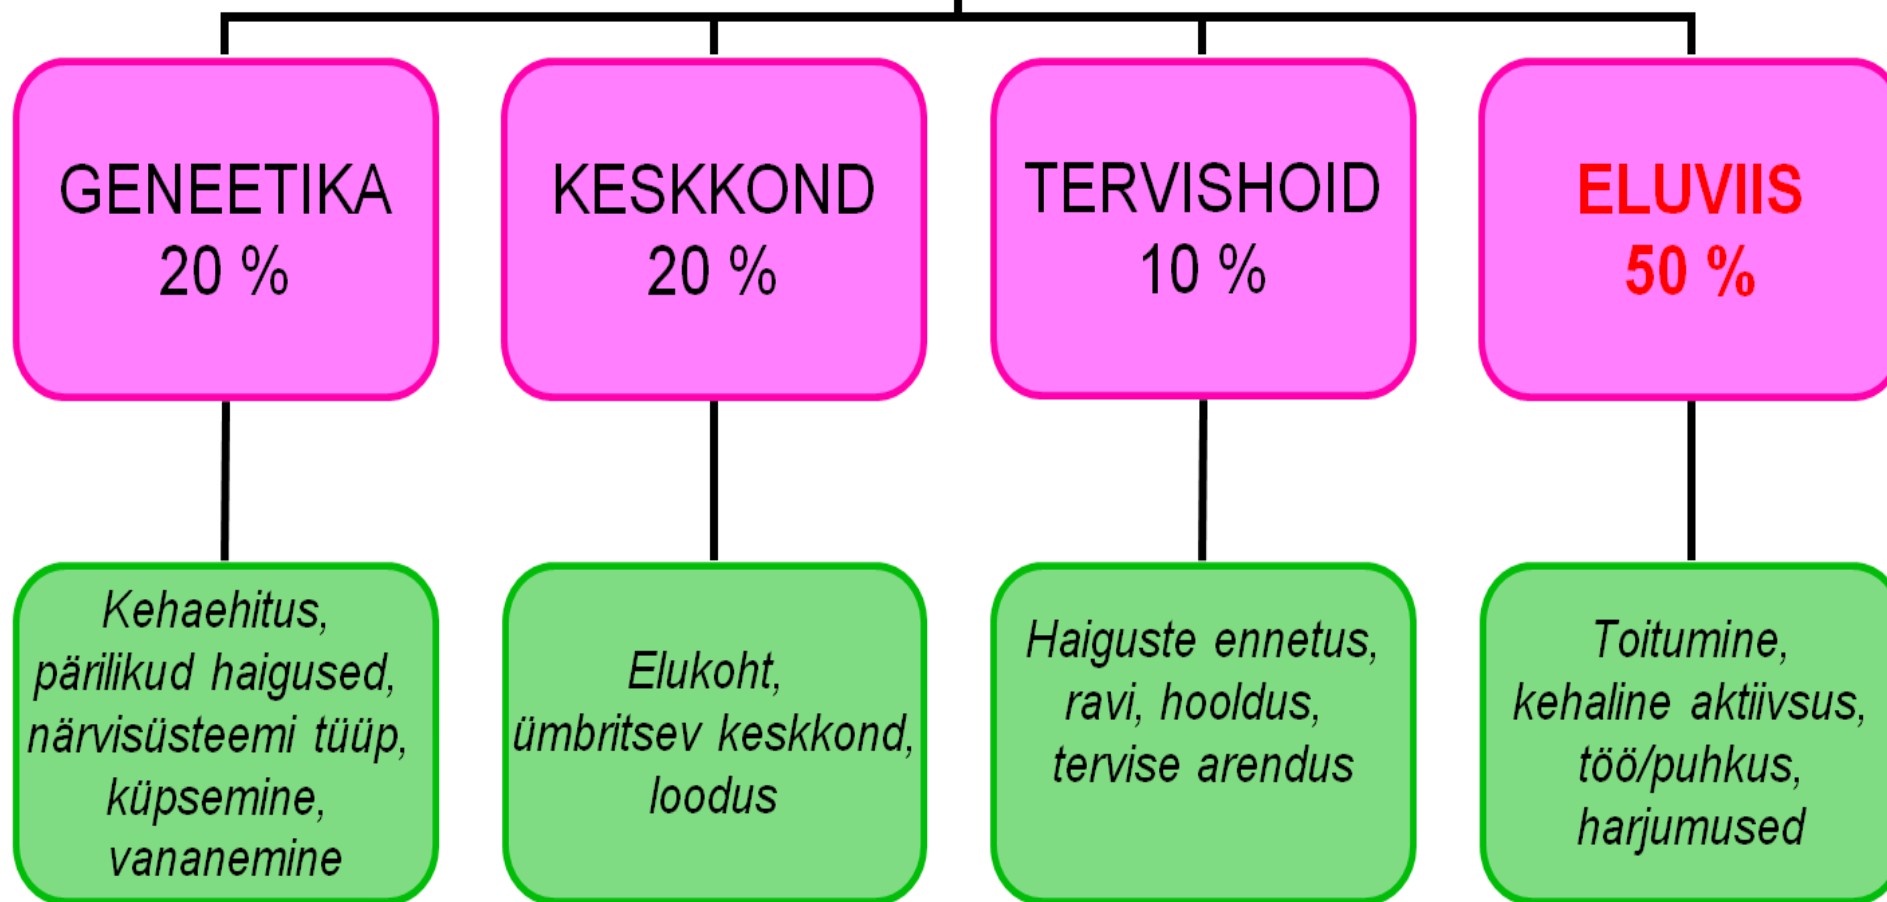 GENEETIKA
20 %
KESKKOND
20 %
TERVISHOID
10 %
ELUVIIS
50 %
Kehaehitus,
pärilikud haigused,
närvisüsteemi tüüp,
küpsemine,
vananemine
Elukoht,
ümbritsev keskkond,
loodus
Haiguste ennetus,
ravi, hooldus,
tervise arendus
Toitumine,
kehaline aktiivsus,
töö/puhkus,
harjumused